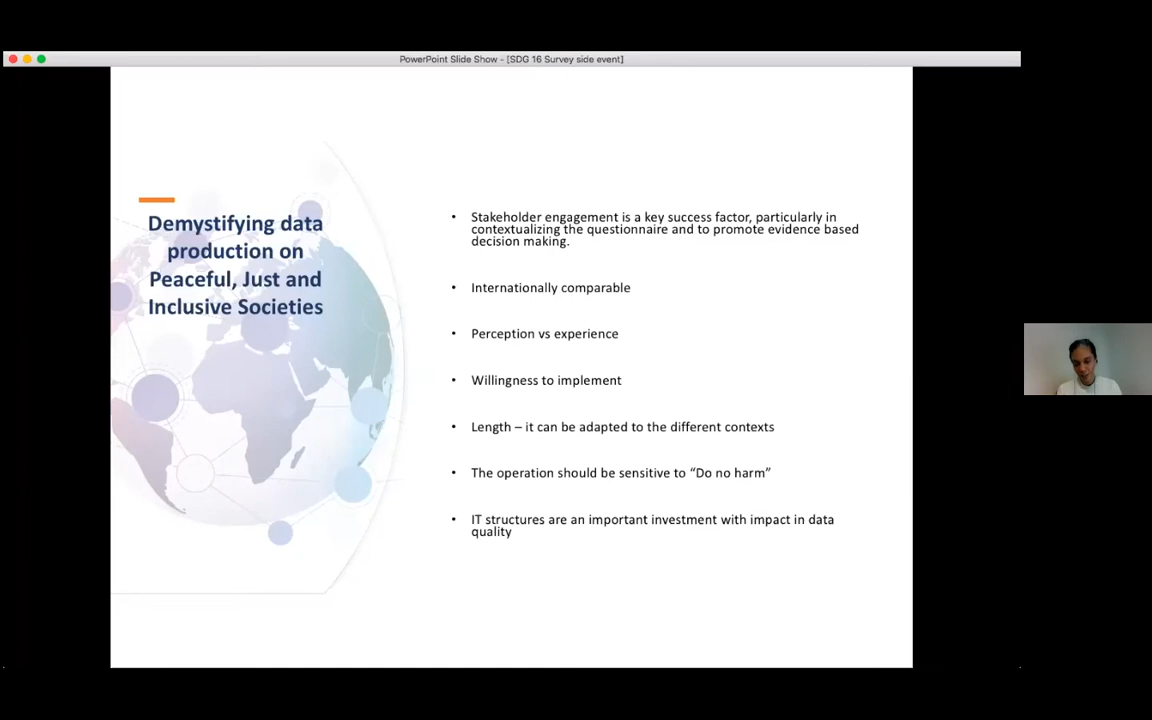 PowerPoint Slide Show - [SDG 16 Survey side event]
Demystifying data
production on
Peaceful, Just and
Inclusive Societies
• Stakeholder engagement is a key success factor, particularly in
contextualizing the questionnaire and to promote evidence based
decision making.
• Internationally comparable
• Perception vs experience
• Willingness to implement
• Length – it can be adapted to the different contexts
• The operation should be sensitive to “Do no harm”
• IT structures are an important investment with impact in data
quality